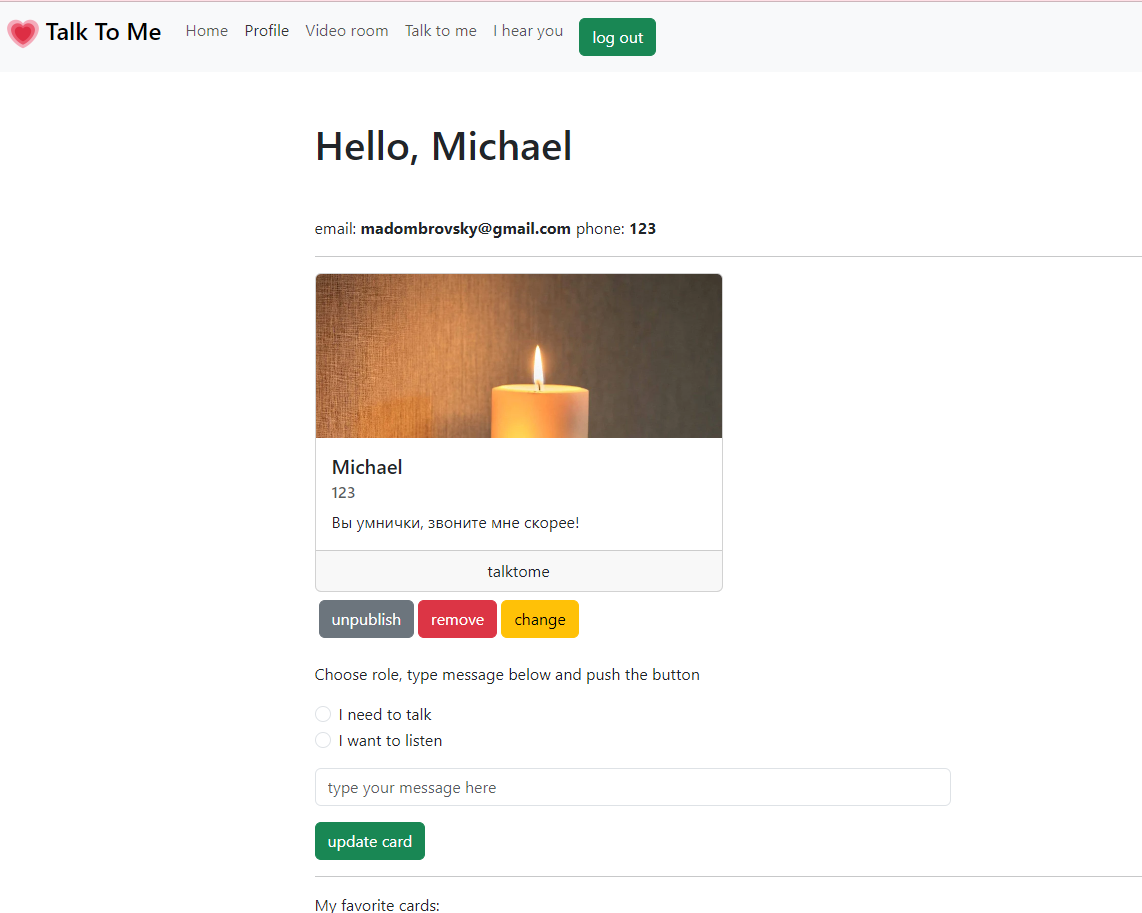 Talk To Me Home Profile Video room Talk to me I hear you log out
Hello, Michael
email: madombrovsky@gmail.com phone: 123
Michael
123
Вы умнички, звоните мне скорее!
talktome
unpublish remove change
Choose role, type message below and push the button
I need to talk
I want to listen
type your message here
update card
My favorite cards: